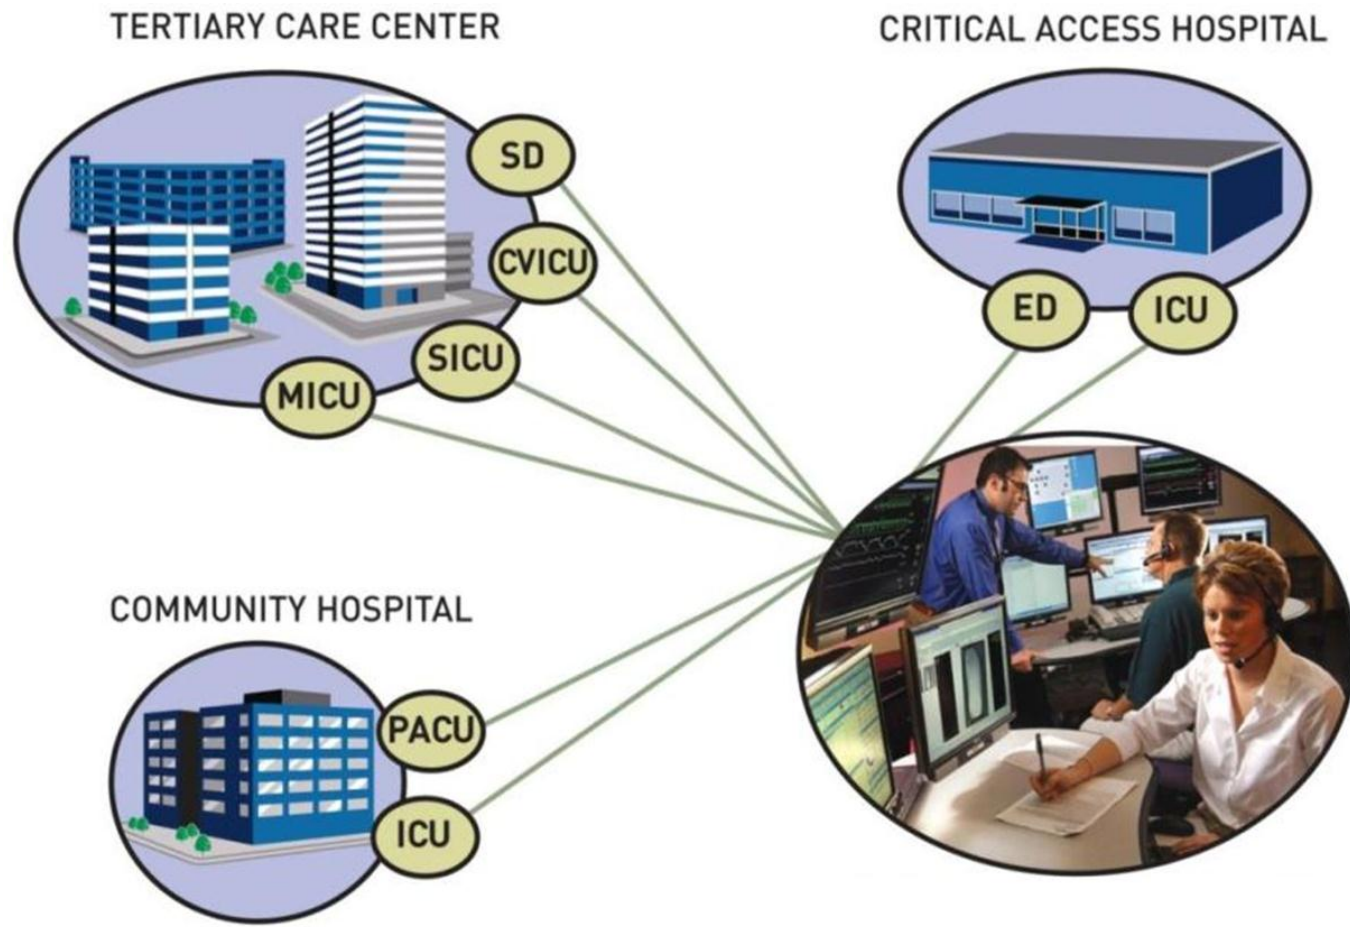 TERTIARY CARE CENTER
CRITICAL ACCESS HOSPITAL
SD
CVICU
SICU
MICU
ED
ICU
COMMUNITY HOSPITAL
PACU
ICU